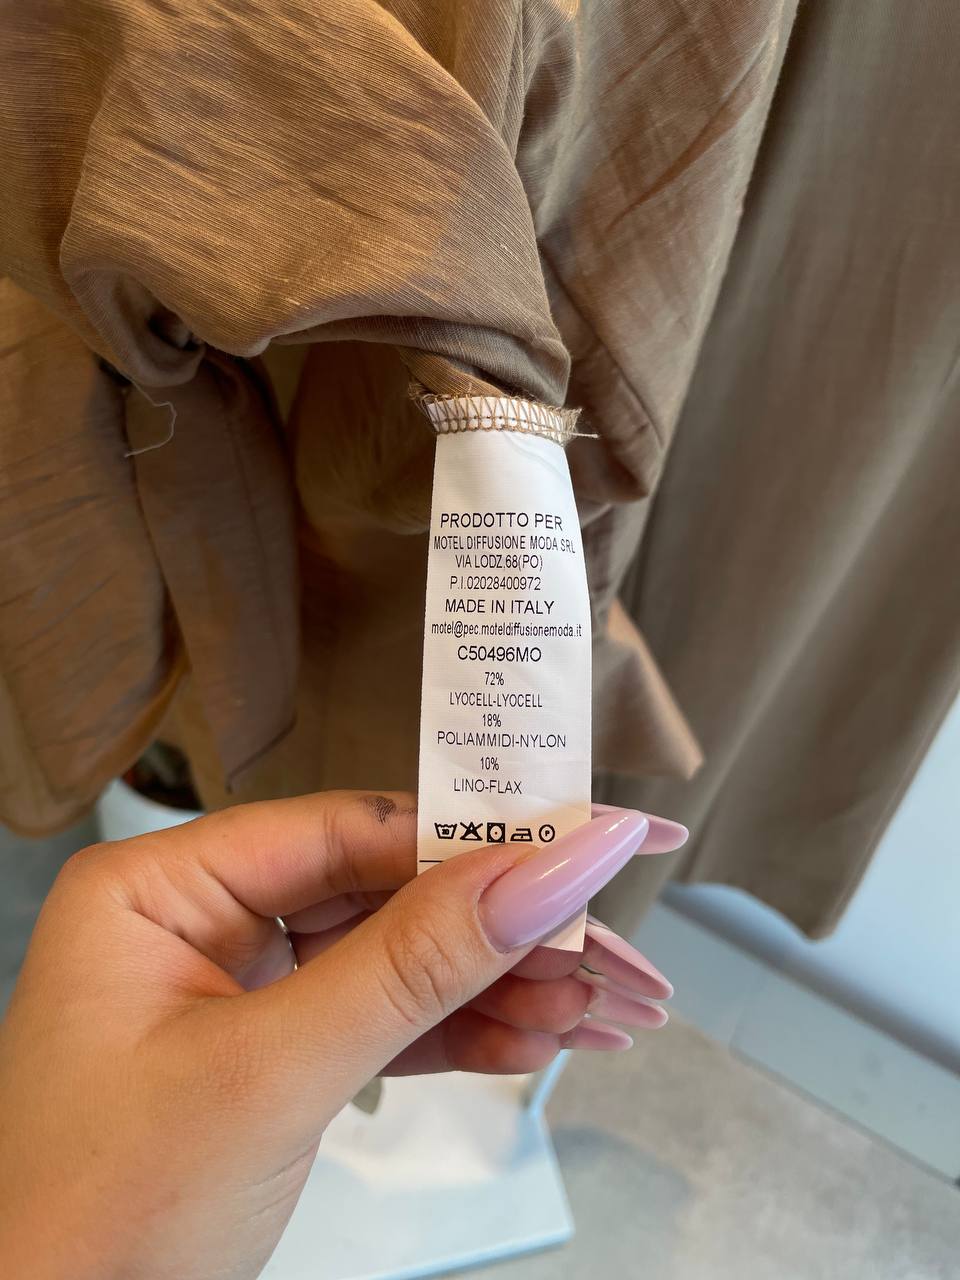 PRODOTTO PER
MOTEL DIFFUSIONE MODA SRL
VIA LODZ,68(PO)
P.I.02028400972
MADE IN ITALY
motel@pec.moteldiffusionemoda.it
C50496MO
72%
LYOCELL-LYOCELL
18%
POLIAMMIDI-NYLON
10%
LINO-FLAX